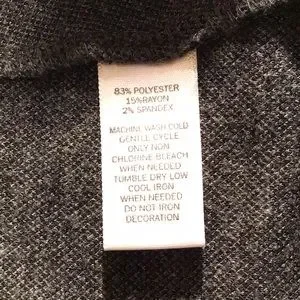 83% POLYESTER
15%RAYON
2% SPANDEX
MACHINE WASH COLD
GENTLE CYCLE
ONLY NON
CHLORINE BLEACH
WHEN NEEDED
TUMBLE DRY LOW
COOL IRON
WHEN NEEDED
DO NOT IRON
DECORATION